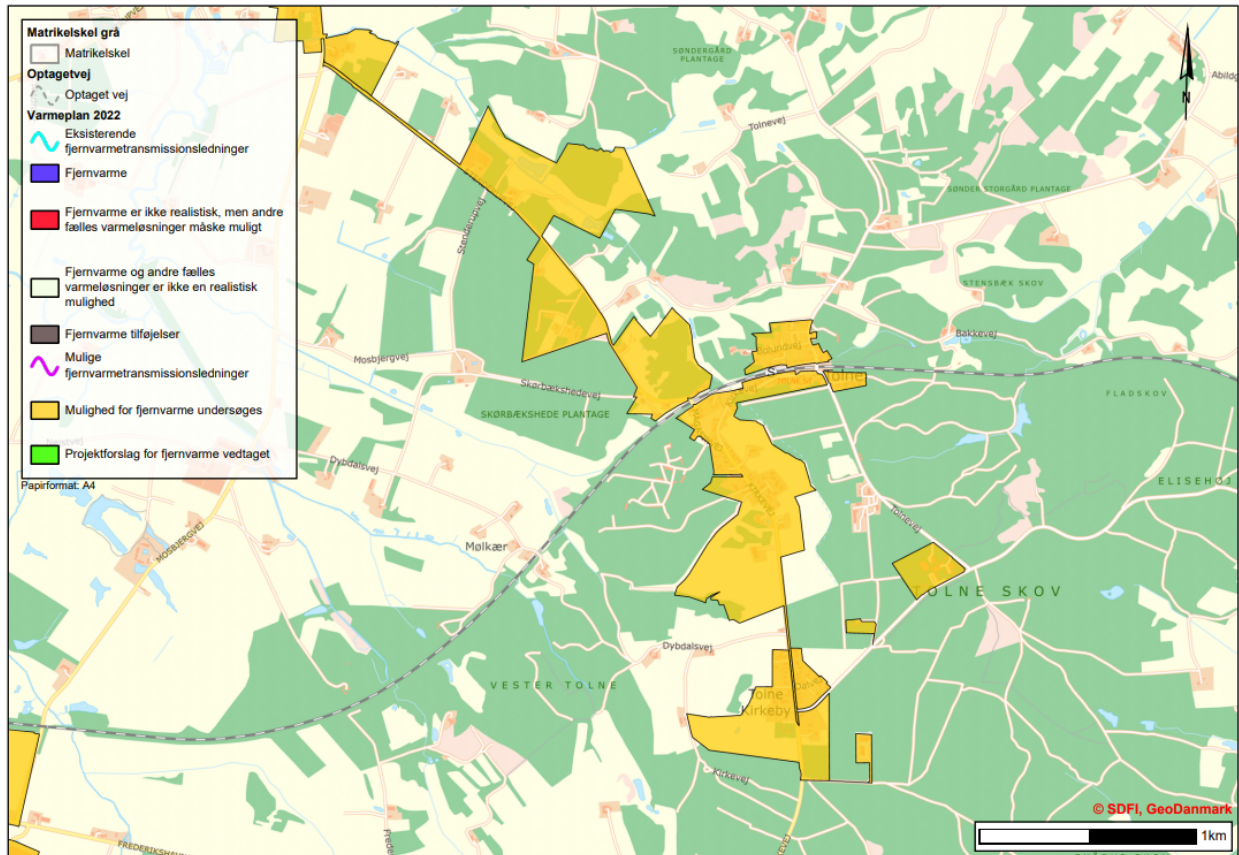 Matrikelskel grå
Matrikelskel
Optagetvej
Optaget vej
Varmeplan 2022
Eksisterende
fjernvarmetransmissionsledninger
Fjernvarme
Fjernvarme er ikke realistisk, men andre
fælles varmeløsninger måske muligt
Fjernvarme og andre fælles
varmeløsninger er ikke en realistisk
mulighed
Fjernvarme tilføjelser
Mulige
fjernvarmetransmissionsledninger
Mulighed for fjernvarme undersøges
Projektforslag for fjernvarme vedtaget
Papirformat: A4
N
SØNDERGÅRD
PLANTAGE
Tolnevej
SØNDER STORGÅRD PLANTAGE
Stenderupvej
STENSBÆK SKOV
Bakkevej
Mosbjergvej
Skørbækshedevej
SKØRBÆKSHEDE PLANTAGE
S
Tolne
FLADSKOV
Dybdalsvej
ELISEHØJ
Tolnevej
MOSBJERGVEJ
Mølkær
TOLNE SKOV
Dybdalsvej
VESTER TOLNE
Tolne
Kirkeby
Kirkevej
© SDFI, GeoDanmark
1km